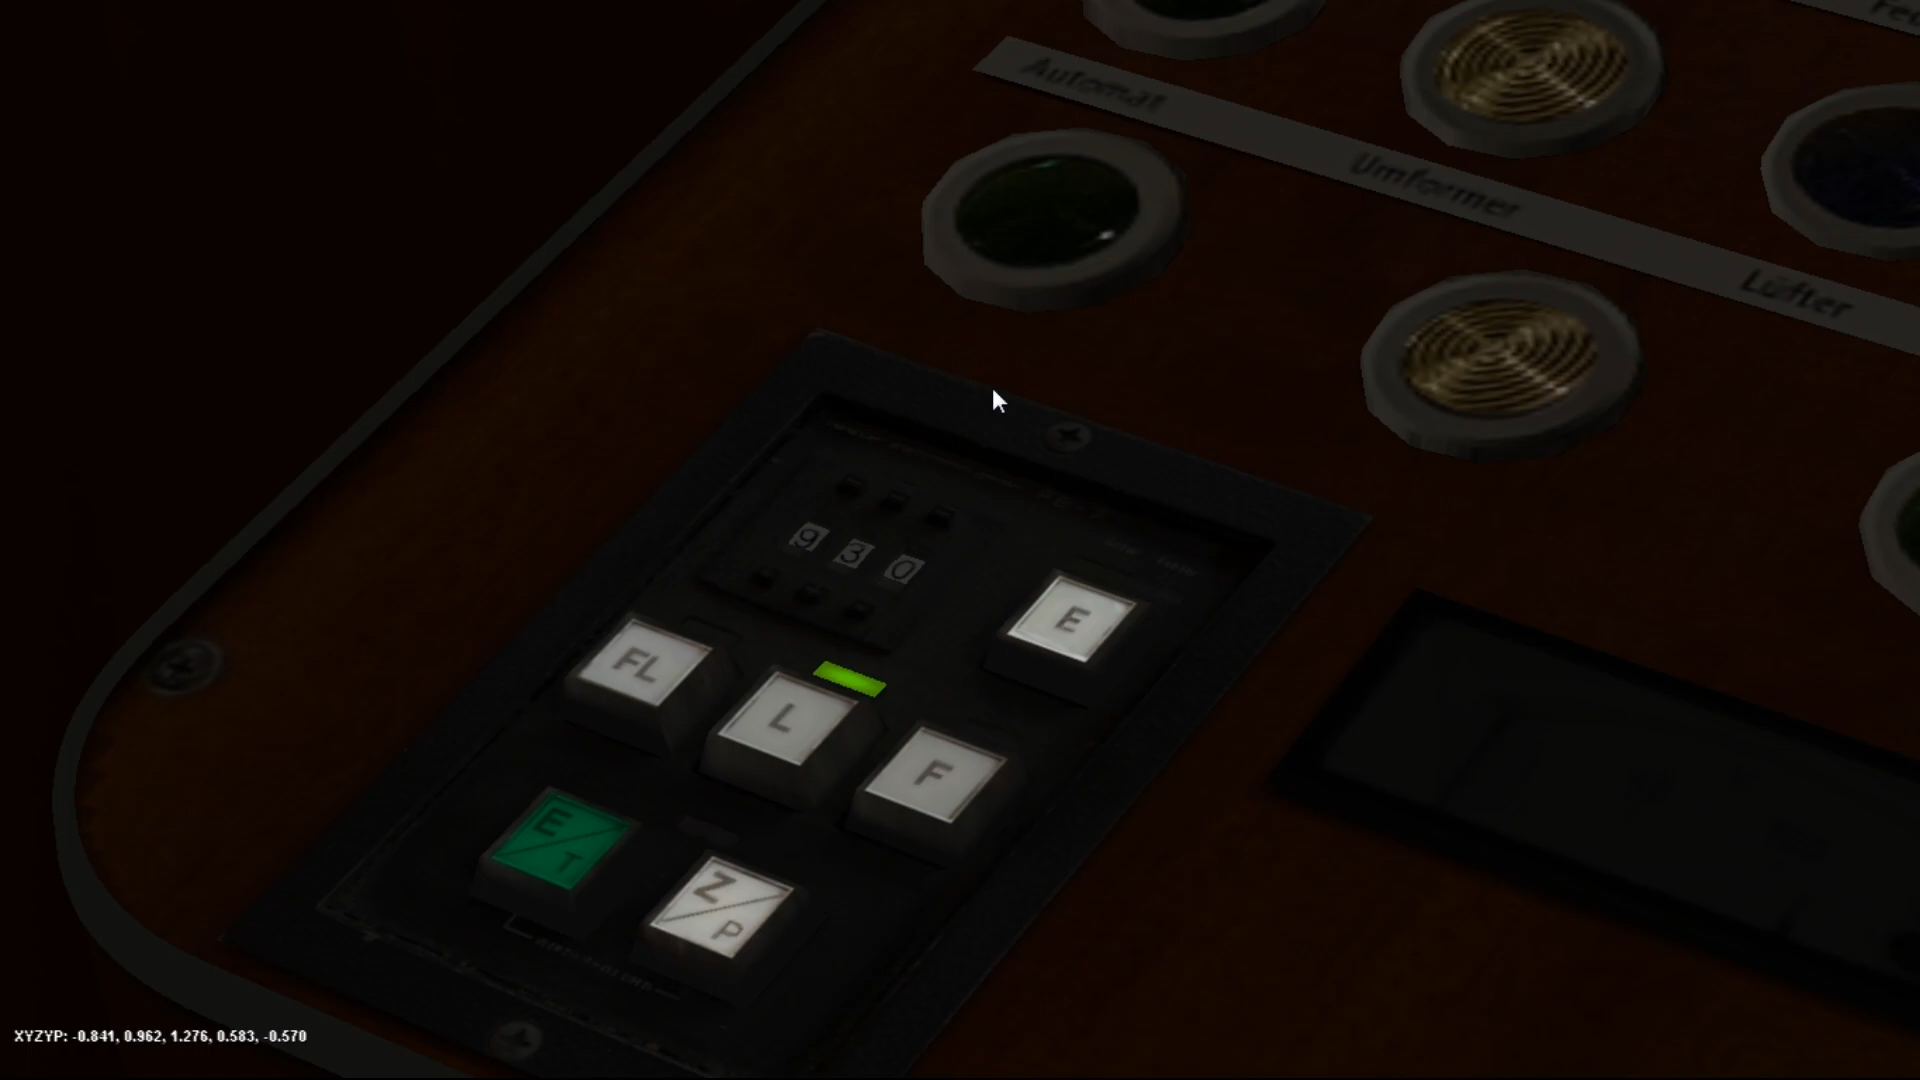 Automat
Umformer
Lüfter
930
E
FL
L
F
E/T
Z/P
XYZYP: -0.841, 0.962, 1.276, 0.583, -0.570